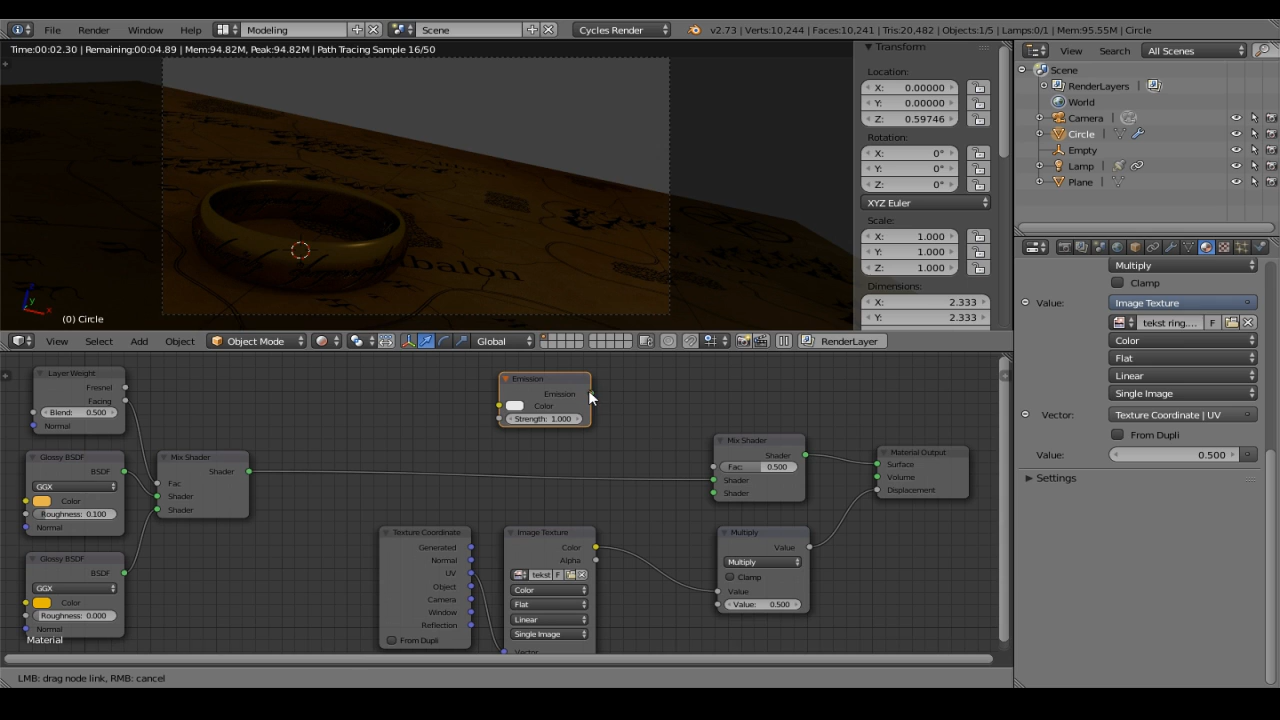 File Render Window Help Modeling Scene Cycles Render v2.73 | Verts:10,244 | Faces:10,241 | Tris:20,482 | Objects:1/5 | Lamps:0/1 | Mem:95.55M | Circle
Time:00:02.30 | Remaining:00:04.89 | Mem:94.82M, Peak:94.82M | Path Tracing Sample 16/50
balon
(0) Circle
Transform
Location:
X: 0.00000
Y: 0.00000
Z: 0.59746
Rotation:
X: 0°
Y: 0°
Z: 0°
XYZ Euler
Scale:
X: 1.000
Y: 1.000
Z: 1.000
Dimensions:
X: 2.333
Y: 2.333
View Search All Scenes
Scene
RenderLayers
World
Camera
Circle
Empty
Lamp
Plane
View Select Add Object Object Mode Global RenderLayer
Layer Weight
Fresnel
Facing
Blend: 0.500
Normal
Glossy BSDF
BSDF
GGX
Color
Roughness: 0.100
Normal
Glossy BSDF
BSDF
GGX
Color
Roughness: 0.000
Normal
Material
Mix Shader
Shader
Fac
Shader
Shader
Emission
Emission
Color
Strength: 1.000
Texture Coordinate
Generated
Normal
UV
Object
Camera
Window
Reflection
From Dupli
Image Texture
Color
Alpha
tekst F
Color
Flat
Linear
Single Image
Vector
Mix Shader
Shader
Fac: 0.500
Shader
Shader
Multiply
Value
Multiply
Clamp
Value
Value: 0.500
Material Output
Surface
Volume
Displacement
Multiply
Clamp
Value: Image Texture
tekst ring.... F
Color
Flat
Linear
Single Image
Vector: Texture Coordinate | UV
From Dupli
Value: 0.500
Settings
LMB: drag node link, RMB: cancel